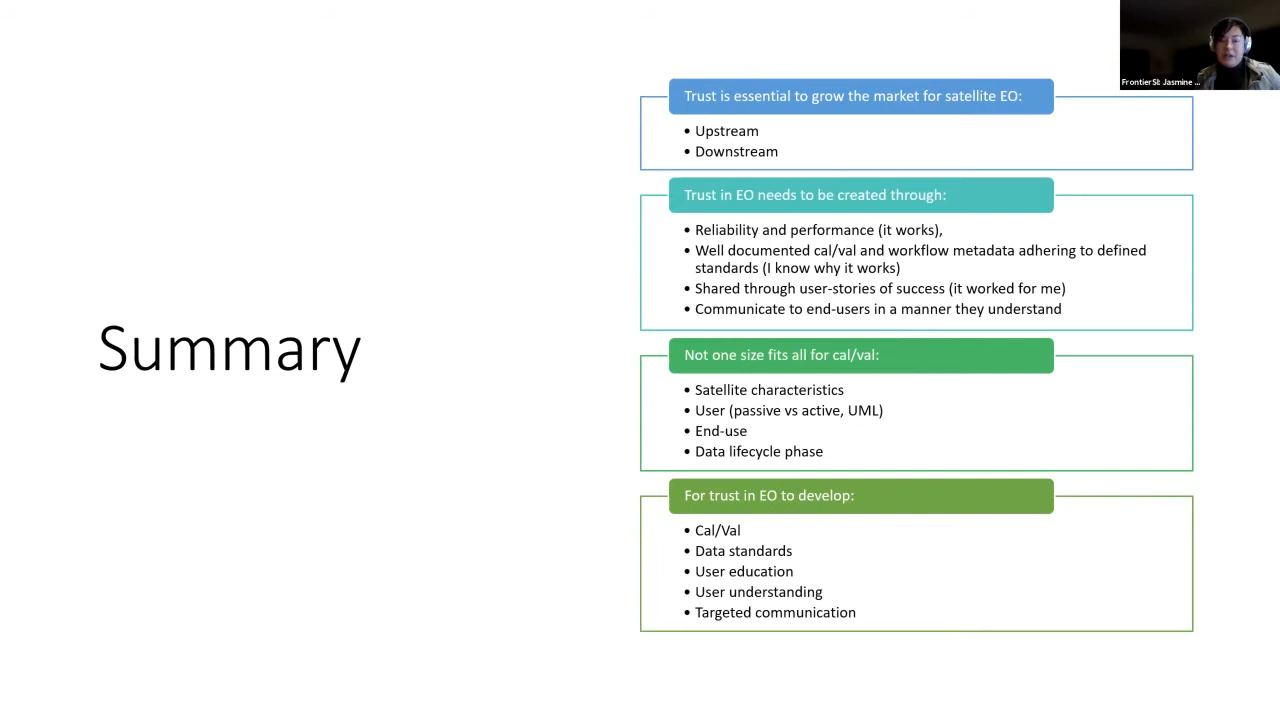 FrontierSI: Jasmine ...
Trust is essential to grow the market for satellite EO:
• Upstream
• Downstream
Trust in EO needs to be created through:
• Reliability and performance (it works),
• Well documented cal/val and workflow metadata adhering to defined
standards (I know why it works)
• Shared through user-stories of success (it worked for me)
• Communicate to end-users in a manner they understand
Summary
Not one size fits all for cal/val:
• Satellite characteristics
• User (passive vs active, UML)
• End-use
• Data lifecycle phase
For trust in EO to develop:
• Cal/Val
• Data standards
• User education
• User understanding
• Targeted communication